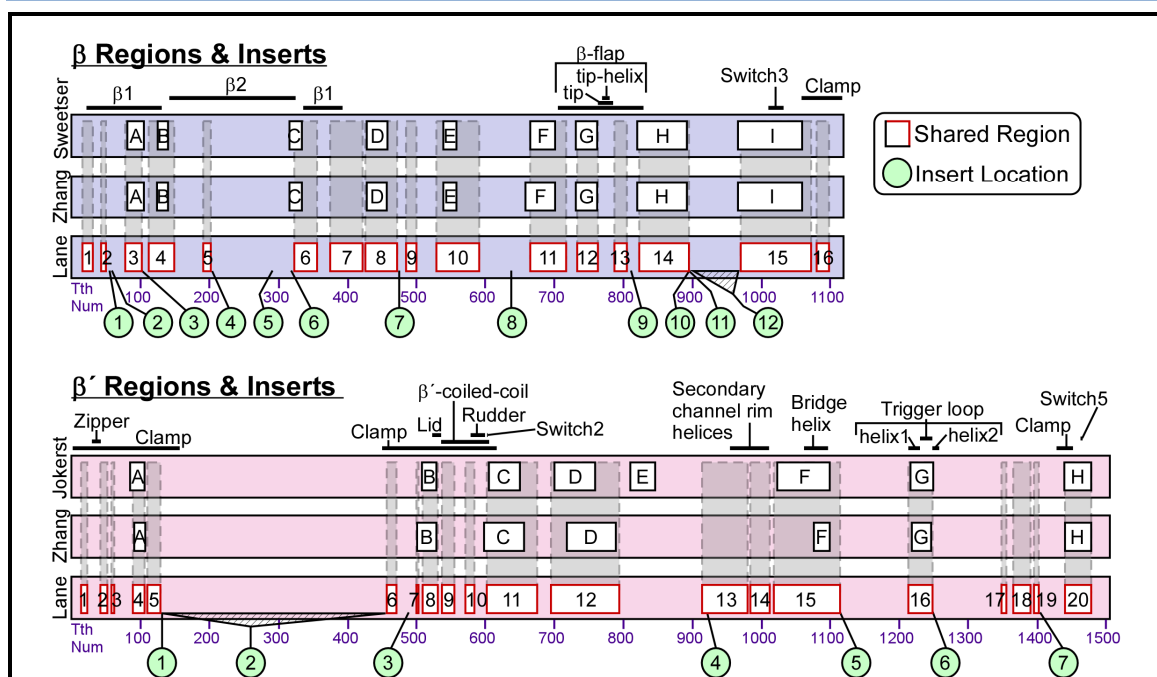 β Regions & Inserts
β1
β2
β1
β-flap
tip-helix
tip
Switch3
Clamp
Sweetser
A B C D E F G H I
Zhang
A B C D E F G H I
Lane
1 2 3 4 5 6 7 8 9 10 11 12 13 14 15 16
Tth Num
100 200 300 400 500 600 700 800 900 1000 1100
1 2 3 4 5 6 7 8 9 10 11 12
Shared Region
Insert Location
β´ Regions & Inserts
Zipper
Clamp
Clamp
Lid
β´-coiled-coil
Rudder
Switch2
Secondary
channel rim
helices
Bridge
helix
Trigger loop
helix1
helix2
Clamp
Switch5
Jokerst
A B C D E F G H
Zhang
A B C D F G H
Lane
1 2 3 4 5 6 7 8 9 10 11 12 13 14 15 16 17 18 19 20
Tth Num
100 200 300 400 500 600 700 800 900 1000 1100 1200 1300 1400 1500
1 2 3 4 5 6 7